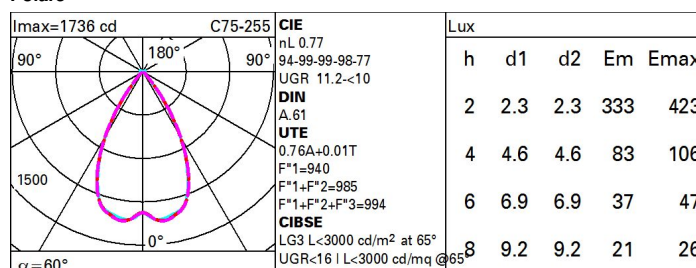 Imax=1736 cd C75-255
90° 180° 90°
1500
0°
α=60°
CIE
nL 0.77
94-99-99-98-77
UGR 11.2-<10
DIN
A.61
UTE
0.76A+0.01T
F"1=940
F"1+F"2=985
F"1+F"2+F"3=994
CIBSE
LG3 L<3000 cd/m² at 65°
UGR<16 | L<3000 cd/mq @65°
Lux
h d1 d2 Em Emax
2 2.3 2.3 333 423
4 4.6 4.6 83 106
6 6.9 6.9 37 47
8 9.2 9.2 21 26